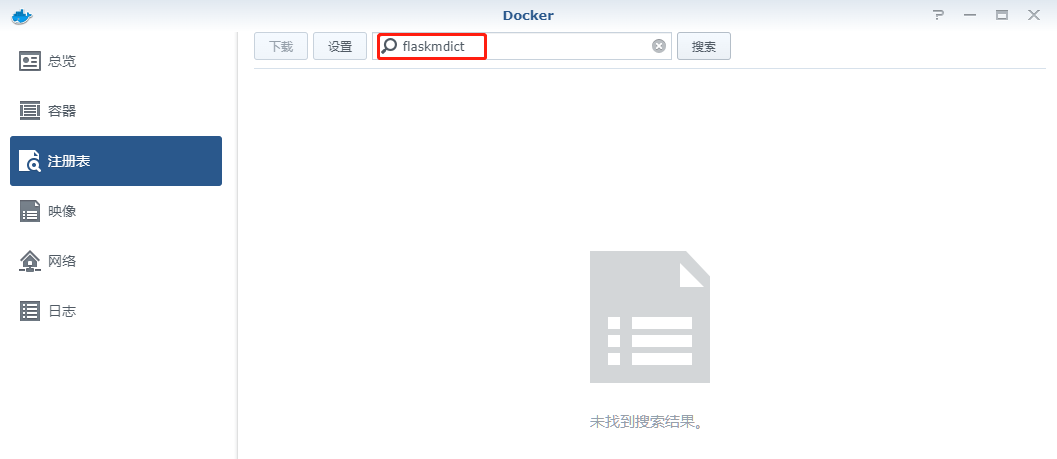 Docker
下载
设置
flaskmdict
搜索
总览
容器
注册表
映像
网络
日志
未找到搜索结果。